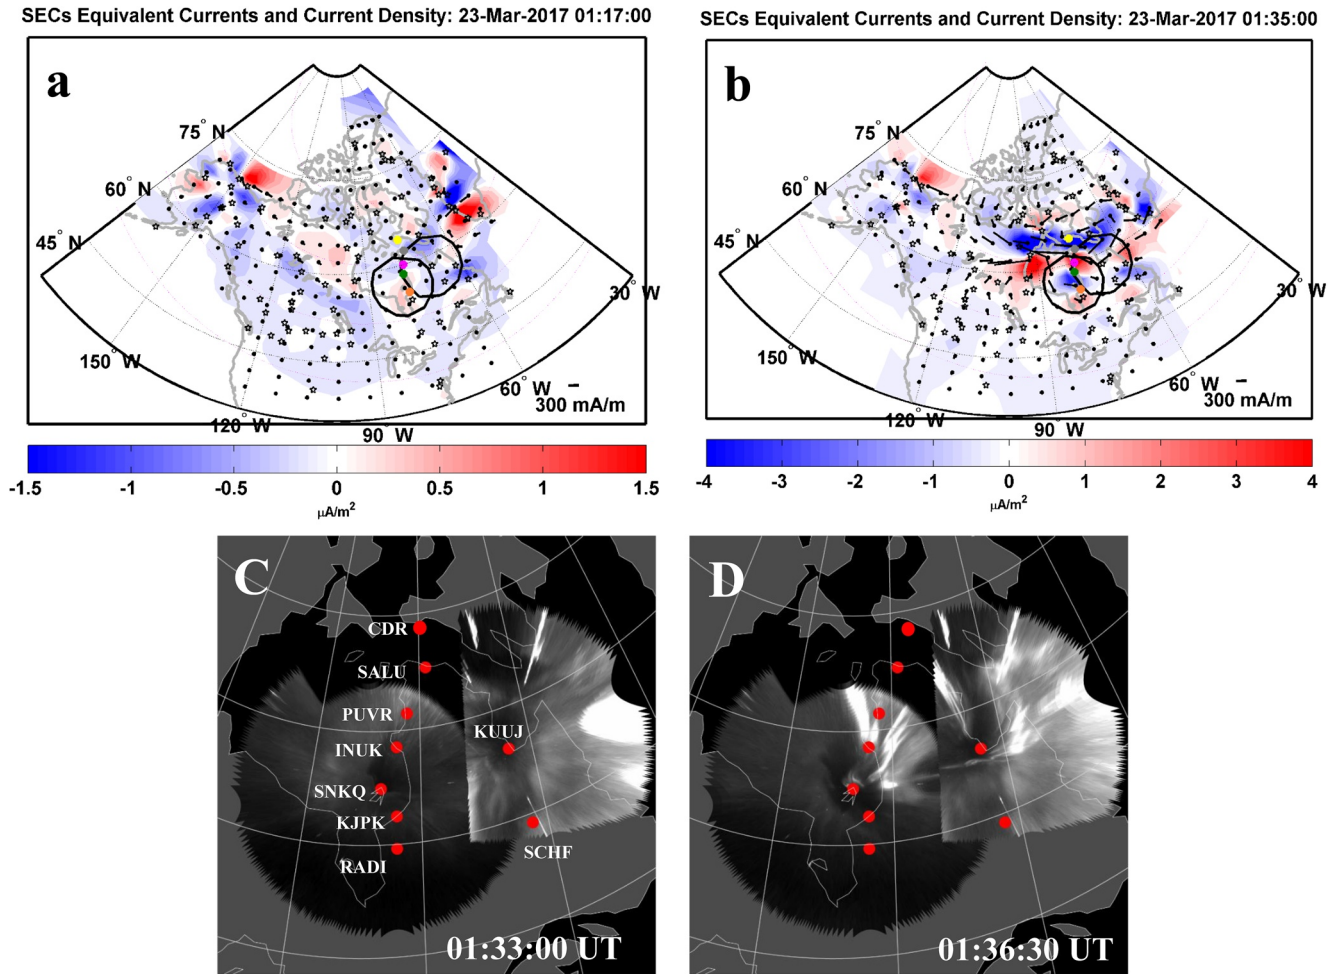 SECs Equivalent Currents and Current Density: 23-Mar-2017 01:17:00
a
75° N
60° N
45° N
150° W
120° W
90° W
60° W
30° W
300 mA/m
-1.5 -1 -0.5 0 0.5 1 1.5
μA/m²
SECs Equivalent Currents and Current Density: 23-Mar-2017 01:35:00
b
75° N
60° N
45° N
150° W
120° W
90° W
60° W
30° W
300 mA/m
-4 -3 -2 -1 0 1 2 3 4
μA/m²
C
CDR
SALU
PUVR
INUK
KUUJ
SNKQ
KJPK
RADI
SCHF
01:33:00 UT
D
01:36:30 UT